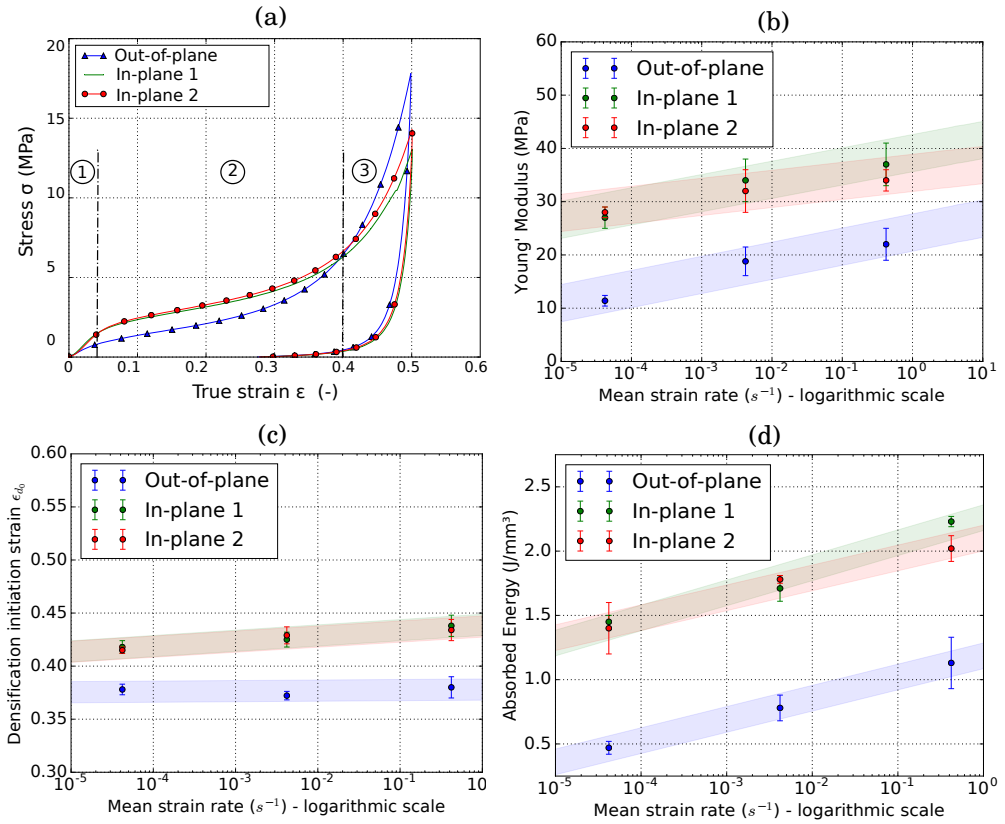 (a)
Out-of-plane
In-plane 1
In-plane 2
1
2
3
20
15
10
5
0
0
0.1
0.2
0.3
0.4
0.5
0.6
Stress σ (MPa)
True strain ε (-)
(b)
Out-of-plane
In-plane 1
In-plane 2
60
50
40
30
20
10
0
10⁻⁵
10⁻⁴
10⁻³
10⁻²
10⁻¹
10⁰
10¹
Young' Modulus (MPa)
Mean strain rate (s⁻¹) - logarithmic scale
(c)
Out-of-plane
In-plane 1
In-plane 2
0.60
0.55
0.50
0.45
0.40
0.35
0.30
10⁻⁵
10⁻⁴
10⁻³
10⁻²
10⁻¹
10⁰
Densification initiation strain ϵd₀
Mean strain rate (s⁻¹) - logarithmic scale
(d)
Out-of-plane
In-plane 1
In-plane 2
2.5
2.0
1.5
1.0
0.5
10⁻⁵
10⁻⁴
10⁻³
10⁻²
10⁻¹
10⁰
Absorbed Energy (J/mm³)
Mean strain rate (s⁻¹) - logarithmic scale